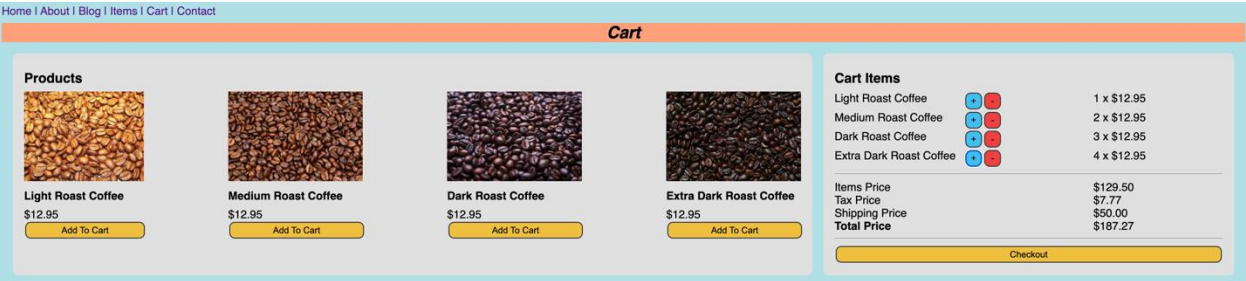 Home | About | Blog | Items | Cart | Contact
Cart
Products
Light Roast Coffee
$12.95
Add To Cart
Medium Roast Coffee
$12.95
Add To Cart
Dark Roast Coffee
$12.95
Add To Cart
Extra Dark Roast Coffee
$12.95
Add To Cart
Cart Items
Light Roast Coffee + - 1 x $12.95
Medium Roast Coffee + - 2 x $12.95
Dark Roast Coffee + - 3 x $12.95
Extra Dark Roast Coffee + - 4 x $12.95
Items Price $129.50
Tax Price $7.77
Shipping Price $50.00
Total Price $187.27
Checkout